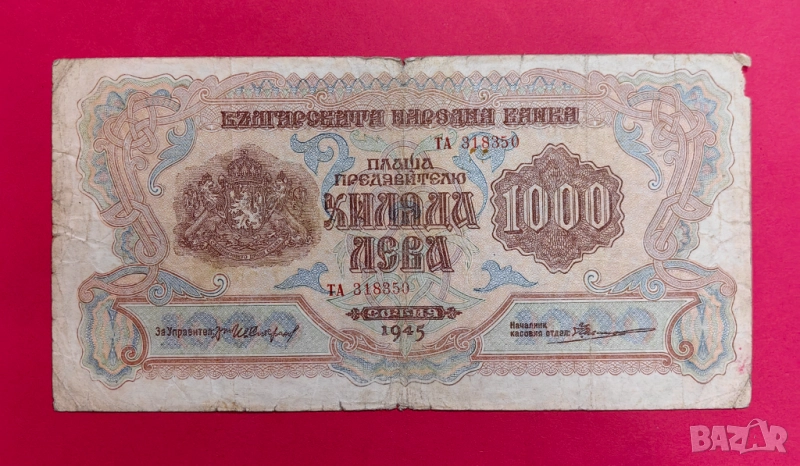 БЪЛГАРСКАТА НАРОДНА БАНКА
ТА 318350
ПЛАЩА
ПРЕДЯВИТЕЛЮ
ХИЛЯДА
ЛЕВА
1000
ТА 318350
СОФИЯ
1945
За Управител:
Началник
касовия отдел:
BAZAR